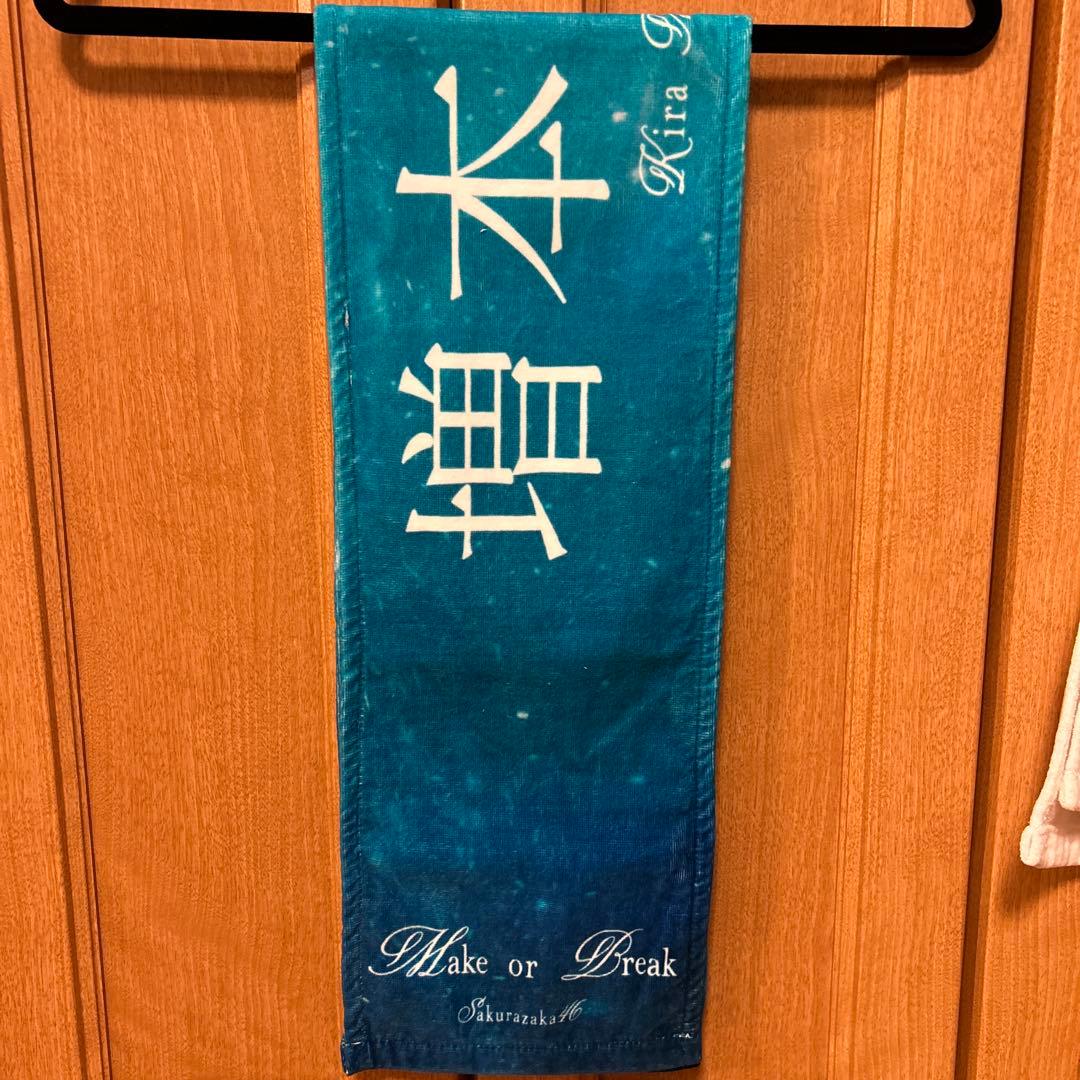 増本
Kira
Make or Break
Sakurazaka46